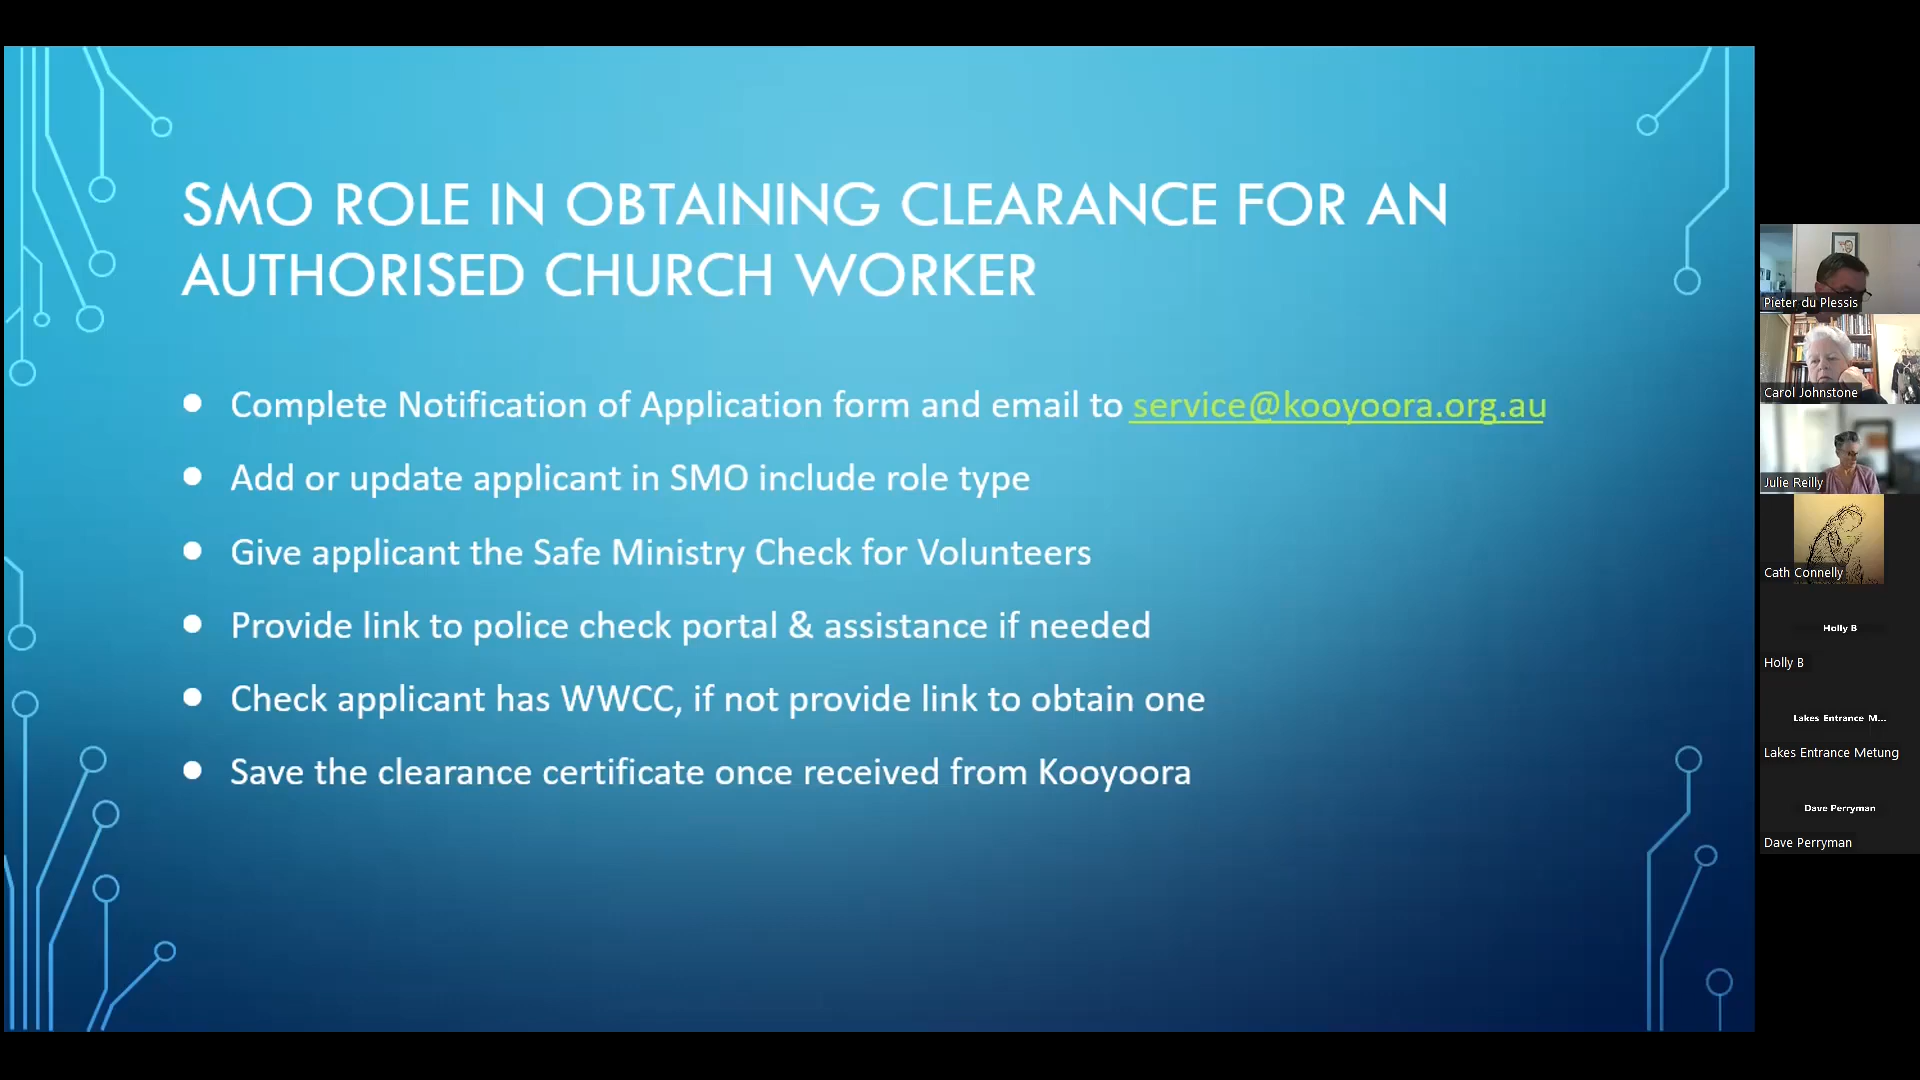 SMO ROLE IN OBTAINING CLEARANCE FOR AN
AUTHORISED CHURCH WORKER
Complete Notification of Application form and email to service@kooyoora.org.au
Add or update applicant in SMO include role type
Give applicant the Safe Ministry Check for Volunteers
Provide link to police check portal & assistance if needed
Check applicant has WWCC, if not provide link to obtain one
Save the clearance certificate once received from Kooyoora
Pieter du Plessis
Carol Johnstone
Julie Reilly
Cath Connelly
Holly B
Holly B
Lakes Entrance M...
Lakes Entrance Metung
Dave Perryman
Dave Perryman